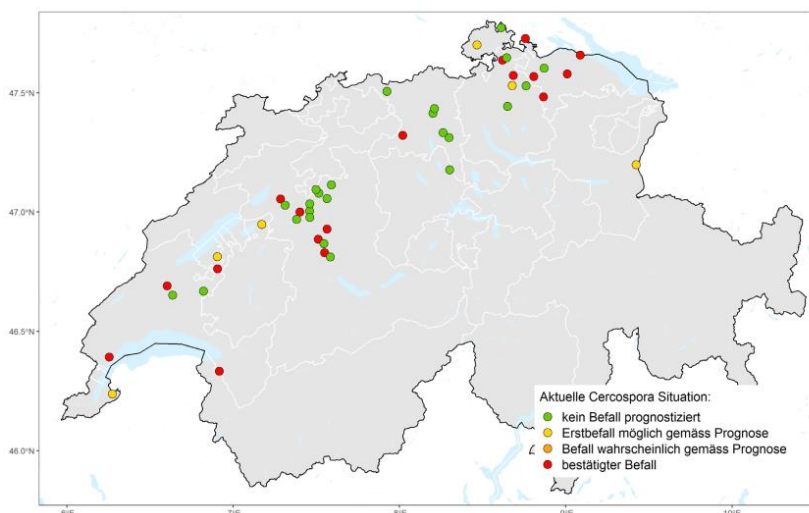 47.5°N
47.0°N
46.5°N
46.0°N
Aktuelle Cercospora Situation:
kein Befall prognostiziert
Erstbefall möglich gemäss Prognose
Befall wahrscheinlich gemäss Prognose
bestätigter Befall